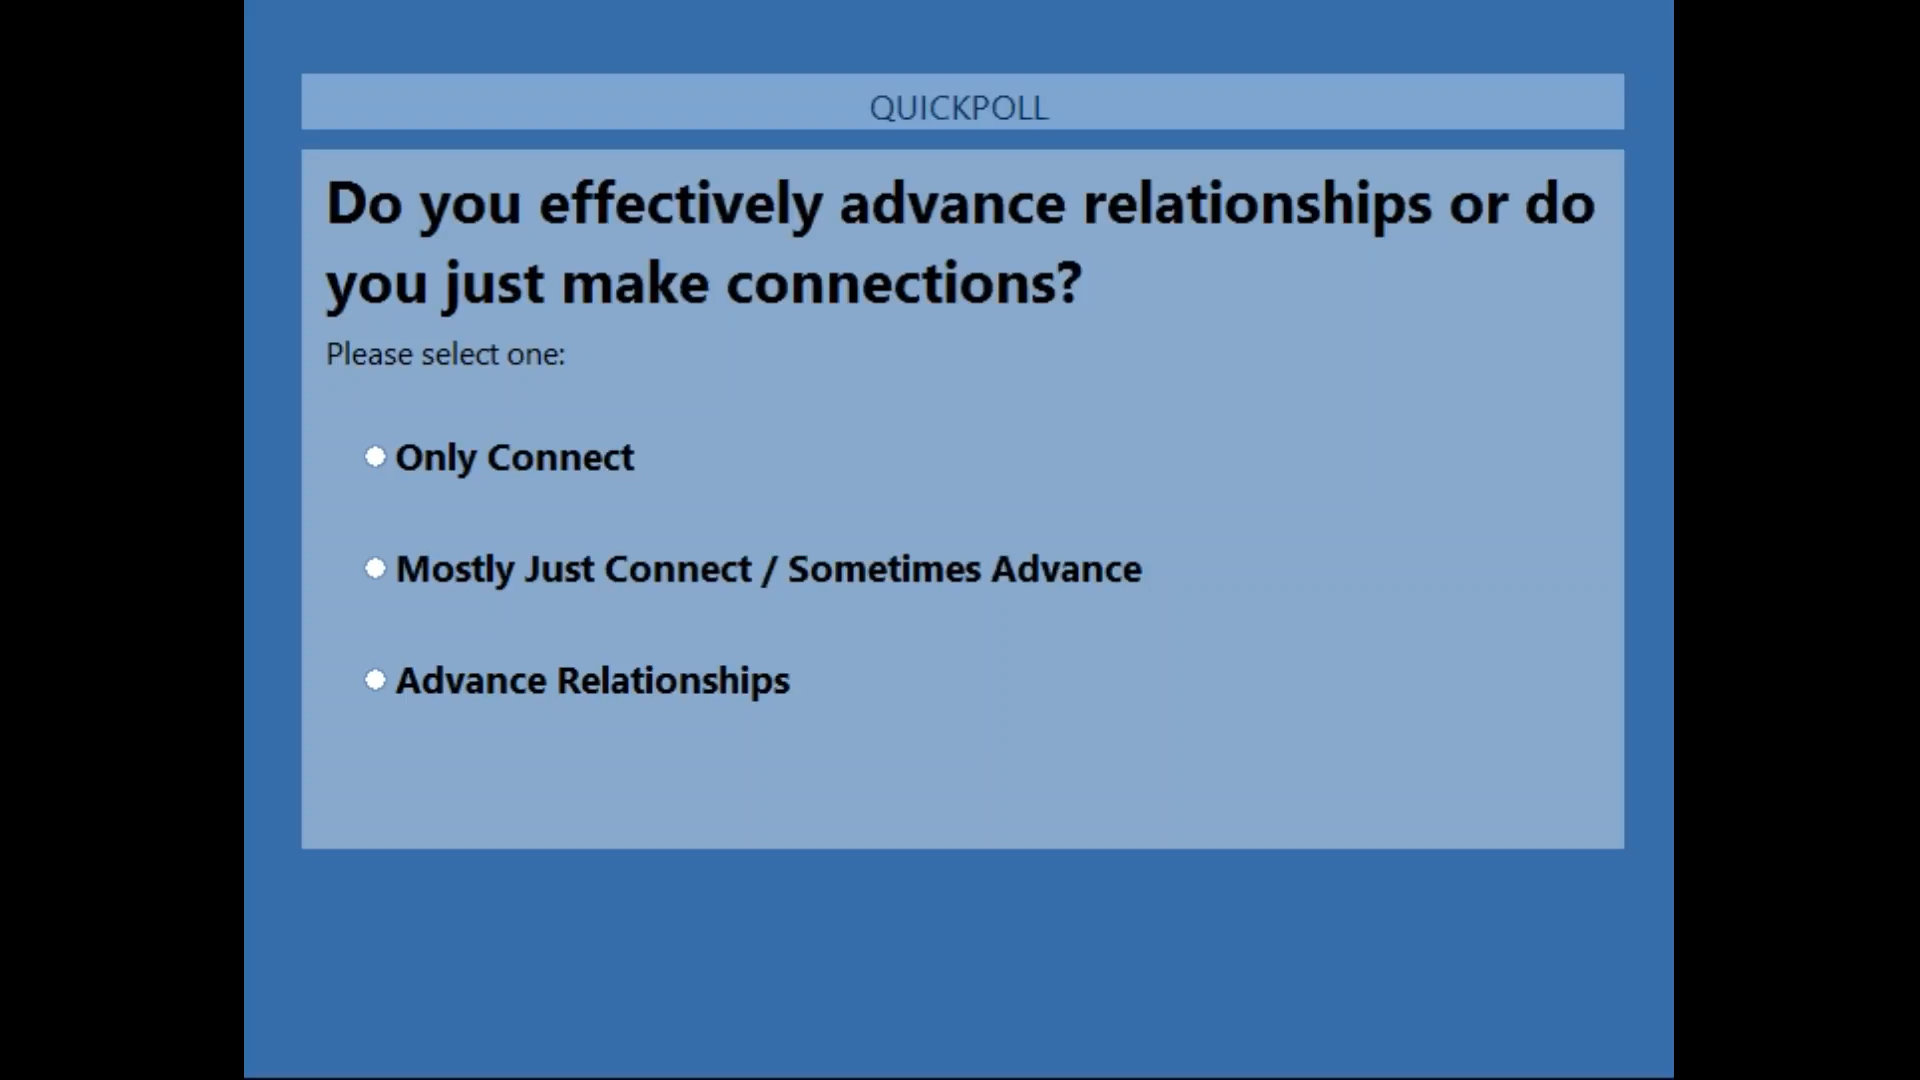 QUICKPOLL
Do you effectively advance relationships or do
you just make connections?
Please select one:
Only Connect
Mostly Just Connect / Sometimes Advance
Advance Relationships